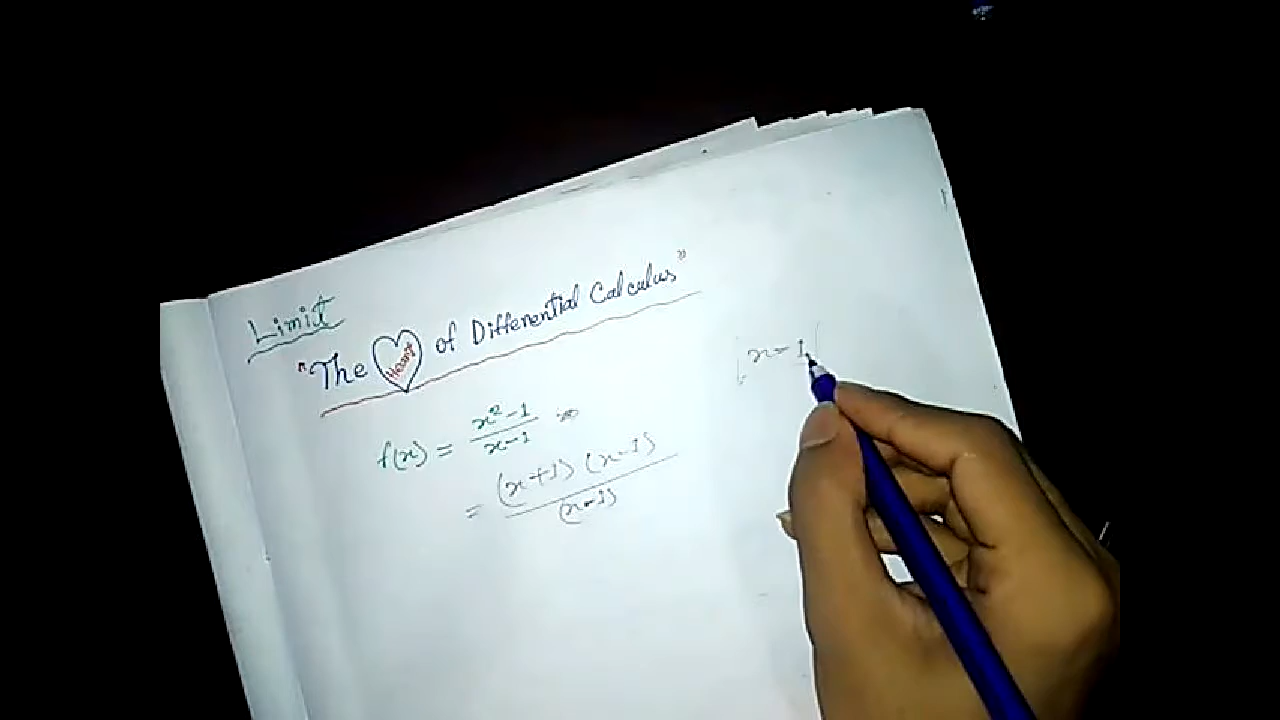 Limit
"The Heart of Differential Calculus"
f(x) = x²-1 / x-1
= (x+1) (x-1) / (x-1)
x-1